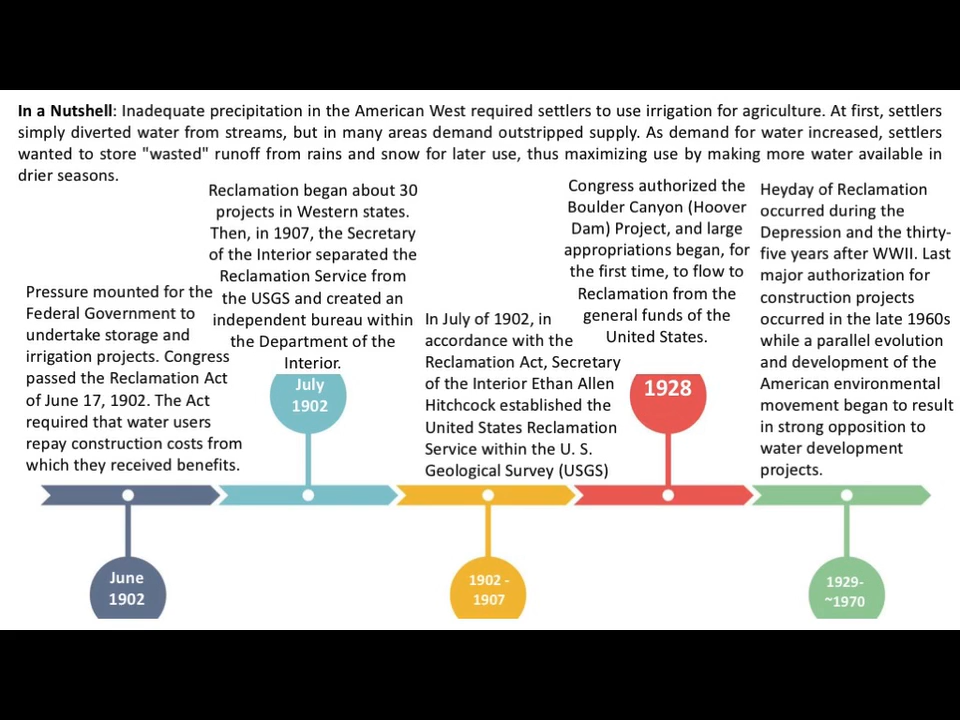 In a Nutshell: Inadequate precipitation in the American West required settlers to use irrigation for agriculture. At first, settlers
simply diverted water from streams, but in many areas demand outstripped supply. As demand for water increased, settlers
wanted to store "wasted" runoff from rains and snow for later use, thus maximizing use by making more water available in
drier seasons.
Pressure mounted for the
Federal Government to
undertake storage and
irrigation projects. Congress
passed the Reclamation Act
of June 17, 1902. The Act
required that water users
repay construction costs from
which they received benefits.
June
1902
Reclamation began about 30
projects in Western states.
Then, in 1907, the Secretary
of the Interior separated the
Reclamation Service from
the USGS and created an
independent bureau within
the Department of the
Interior.
July
1902
In July of 1902, in
accordance with the
Reclamation Act, Secretary
of the Interior Ethan Allen
Hitchcock established the
United States Reclamation
Service within the U. S.
Geological Survey (USGS)
1902 -
1907
Congress authorized the
Boulder Canyon (Hoover
Dam) Project, and large
appropriations began, for
the first time, to flow to
Reclamation from the
general funds of the
United States.
1928
Heyday of Reclamation
occurred during the
Depression and the thirty-
five years after WWII. Last
major authorization for
construction projects
occurred in the late 1960s
while a parallel evolution
and development of the
American environmental
movement began to result
in strong opposition to
water development
projects.
1929-
~1970